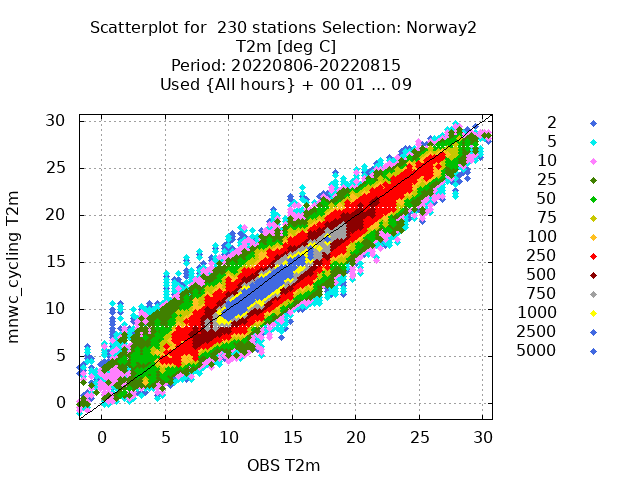 Scatterplot for  230 stations Selection: Norway2
T2m [deg C]
Period: 20220806-20220815
Used {All hours} + 00 01 ... 09
30
25
20
15
10
5
0
mnwc_cycling T2m
0 5 10 15 20 25 30
OBS T2m
2
5
10
25
50
75
100
250
500
750
1000
2500
5000